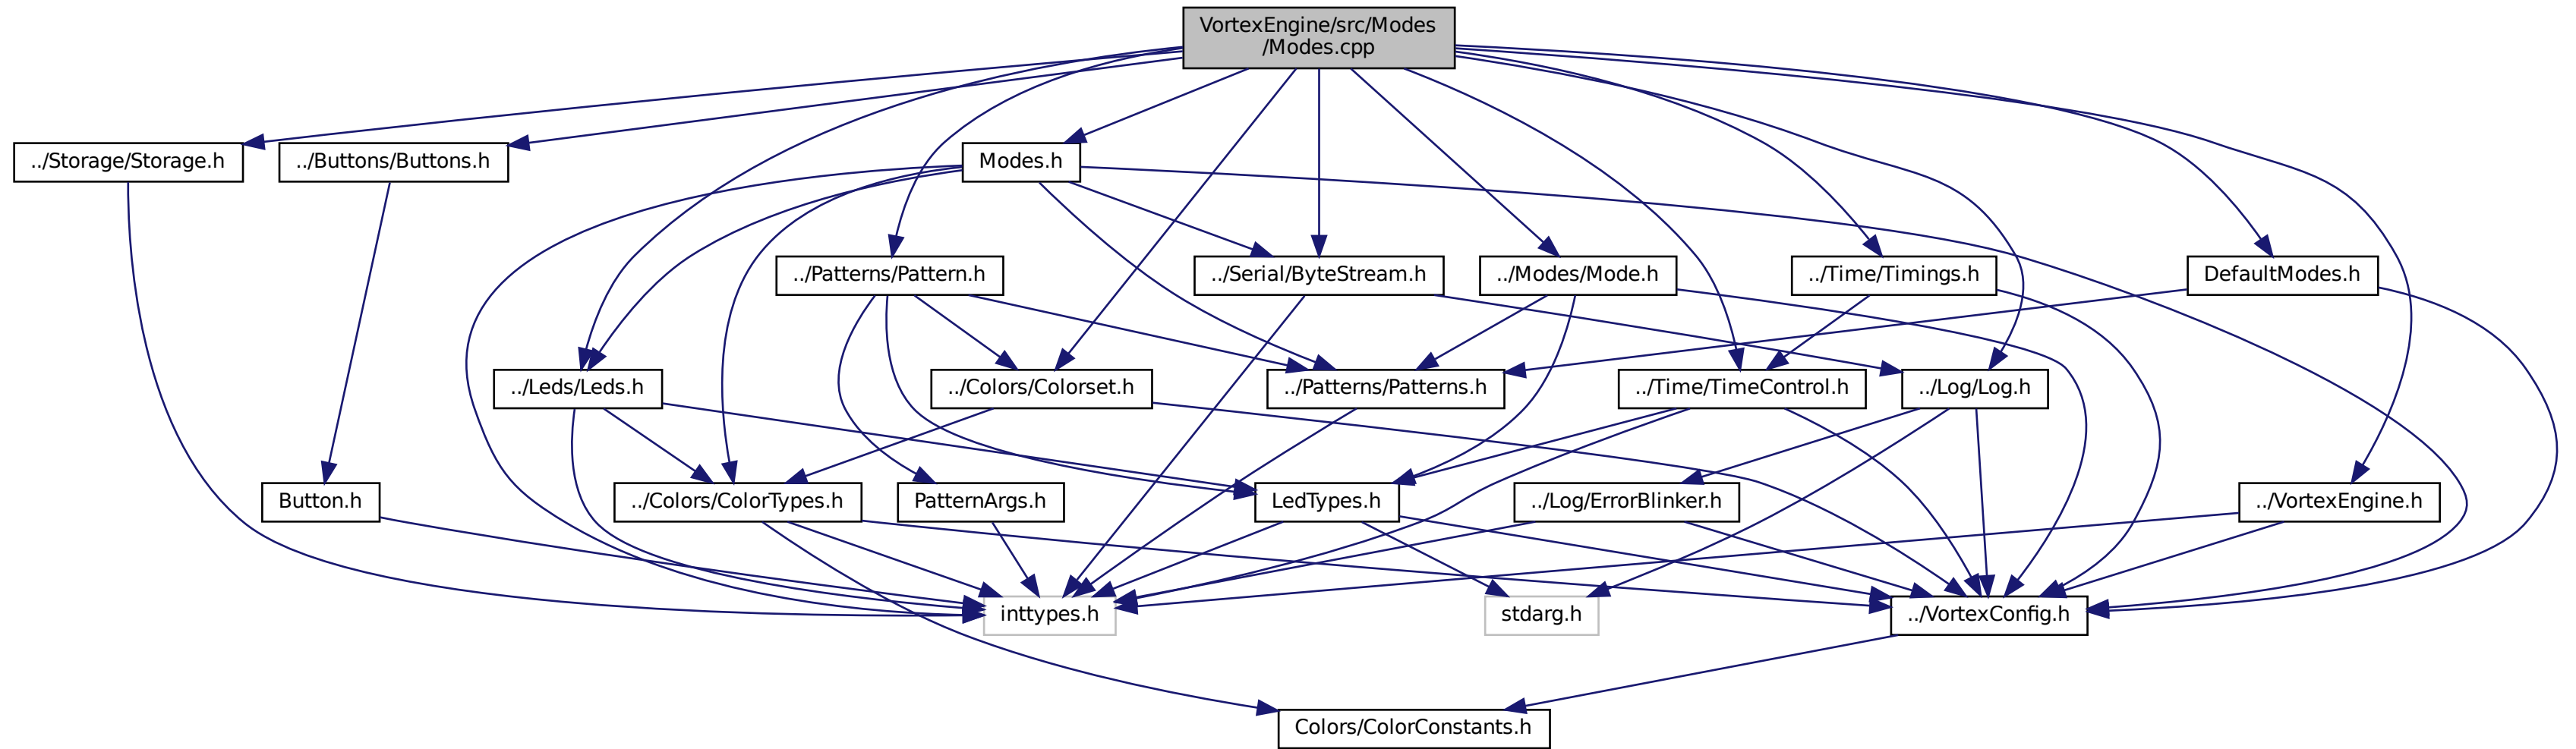 VortexEngine/src/Modes
/Modes.cpp
../Storage/Storage.h
../Buttons/Buttons.h
Modes.h
../Patterns/Pattern.h
../Serial/ByteStream.h
../Modes/Mode.h
../Time/Timings.h
DefaultModes.h
../Leds/Leds.h
../Colors/Colorset.h
../Patterns/Patterns.h
../Time/TimeControl.h
../Log/Log.h
Button.h
../Colors/ColorTypes.h
PatternArgs.h
LedTypes.h
../Log/ErrorBlinker.h
../VortexEngine.h
inttypes.h
stdarg.h
../VortexConfig.h
Colors/ColorConstants.h